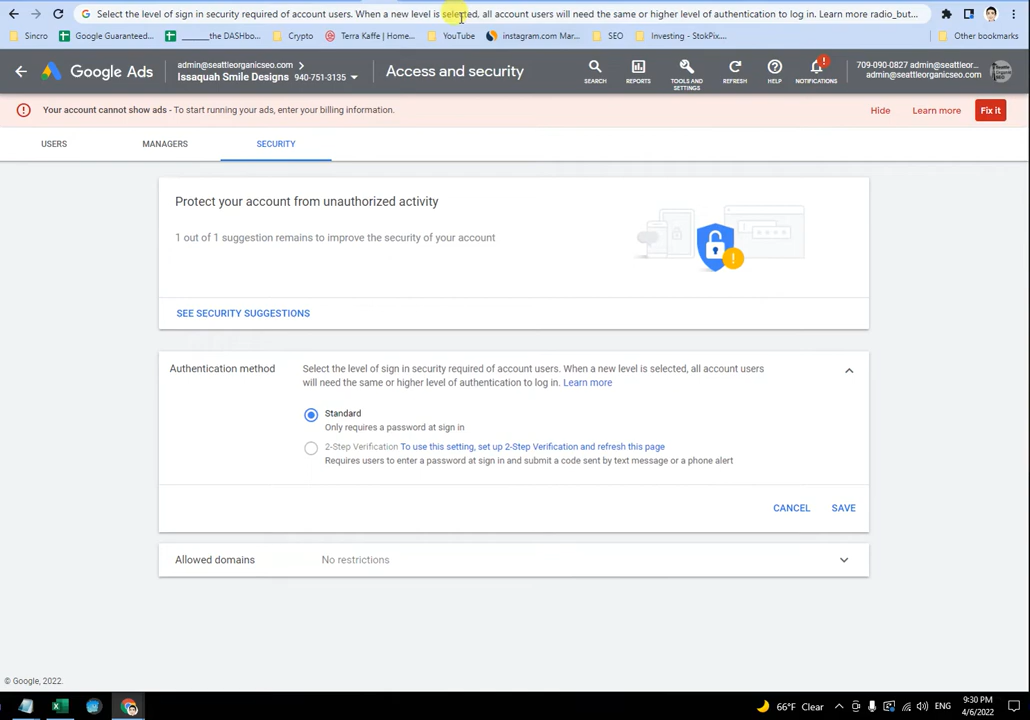 Select the level of sign in security required of account users. When a new level is selected, all account users will need the same or higher level of authentication to log in. Learn more radio_but...
Sincro Google Guaranteed... ______the DASHbo... Crypto Terra Kaffe | Home... YouTube instagram.com Mar... SEO Investing - StokPix... Other bookmarks
Google Ads
admin@seattleorganicseo.com
Issaquah Smile Designs 940-751-3135
Access and security
SEARCH
REPORTS
TOOLS AND
SETTINGS
REFRESH
HELP
NOTIFICATIONS
709-090-0827 admin@seattleor...
admin@seattleorganicseo.com
Your account cannot show ads - To start running your ads, enter your billing information.
Hide Learn more Fix it
USERS MANAGERS SECURITY
Protect your account from unauthorized activity
1 out of 1 suggestion remains to improve the security of your account
SEE SECURITY SUGGESTIONS
Authentication method
Select the level of sign in security required of account users. When a new level is selected, all account users
will need the same or higher level of authentication to log in. Learn more
Standard
Only requires a password at sign in
2-Step Verification To use this setting, set up 2-Step Verification and refresh this page
Requires users to enter a password at sign in and submit a code sent by text message or a phone alert
CANCEL SAVE
Allowed domains No restrictions
© Google, 2022.
66°F Clear ENG
9:30 PM
4/6/2022